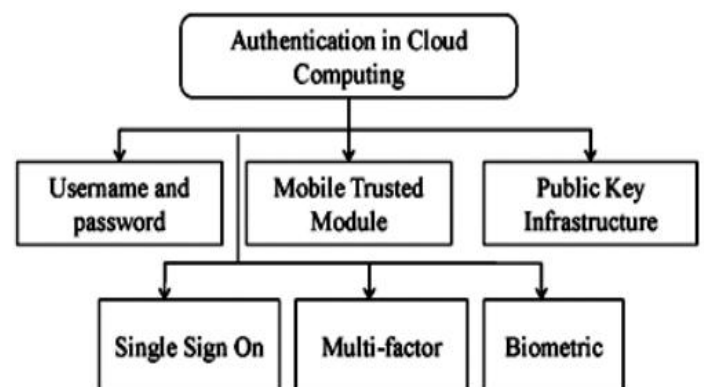 Authentication in Cloud
Computing
Username and
password
Mobile Trusted
Module
Public Key
Infrastructure
Single Sign On
Multi-factor
Biometric